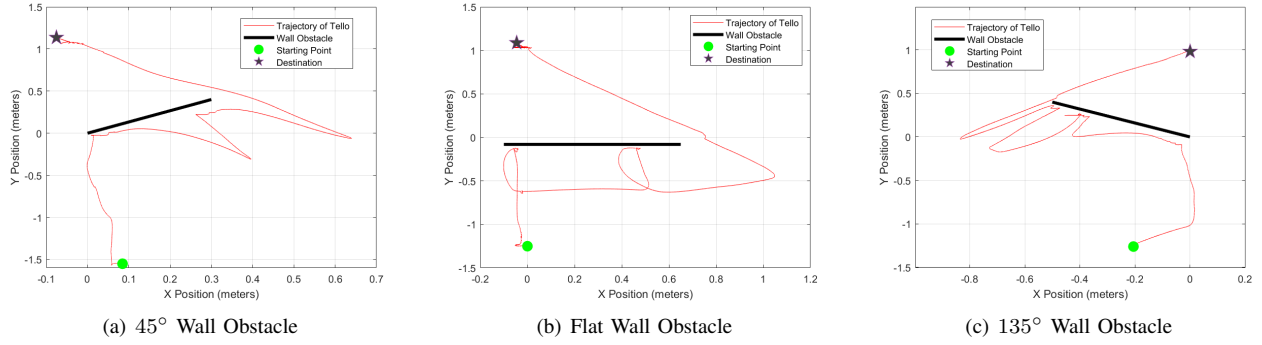 Trajectory of Tello
Wall Obstacle
Starting Point
Destination
Y Position (meters)
1.5
1
0.5
0
-0.5
-1
-1.5
-0.1 0 0.1 0.2 0.3 0.4 0.5 0.6 0.7
X Position (meters)
(a) 45° Wall Obstacle
Trajectory of Tello
Wall Obstacle
Starting Point
Destination
Y Position (meters)
1.5
1
0.5
0
-0.5
-1
-1.5
-0.2 0 0.2 0.4 0.6 0.8 1 1.2
X Position (meters)
(b) Flat Wall Obstacle
Trajectory of Tello
Wall Obstacle
Starting Point
Destination
Y Position (meters)
1.5
1
0.5
0
-0.5
-1
-1.5
-0.8 -0.6 -0.4 -0.2 0 0.2
X Position (meters)
(c) 135° Wall Obstacle